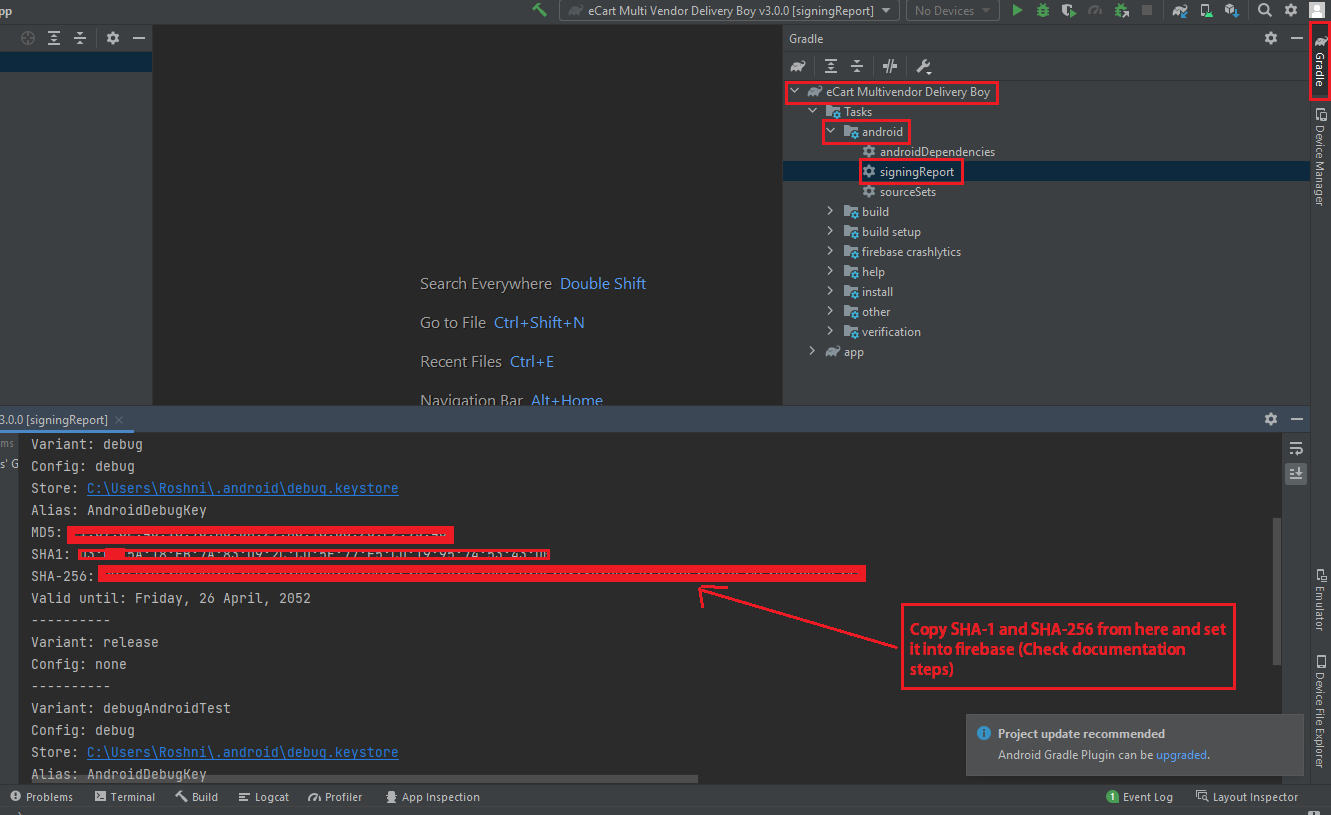 pp
eCart Multi Vendor Delivery Boy v3.0.0 [signingReport]
No Devices
Gradle
Gradle
eCart Multivendor Delivery Boy
Tasks
android
androidDependencies
signingReport
sourceSets
build
build setup
firebase crashlytics
help
install
other
verification
app
Device Manager
Search Everywhere Double Shift
Go to File Ctrl+Shift+N
Recent Files Ctrl+E
Navigation Bar Alt+Home
3.0.0 [signingReport]
ms
s' G
Variant: debug
Config: debug
Store: C:\Users\Roshni\.android\debug.keystore
Alias: AndroidDebugKey
MD5:
SHA1:
SHA-256:
Valid until: Friday, 26 April, 2052
----------
Variant: release
Config: none
----------
Variant: debugAndroidTest
Config: debug
Store: C:\Users\Roshni\.android\debug.keystore
Alias: AndroidDebugKey
Copy SHA-1 and SHA-256 from here and set
it into firebase (Check documentation
steps)
Emulator
Device File Explorer
Project update recommended
Android Gradle Plugin can be upgraded.
Problems Terminal Build Logcat Profiler App Inspection 1 Event Log Layout Inspector